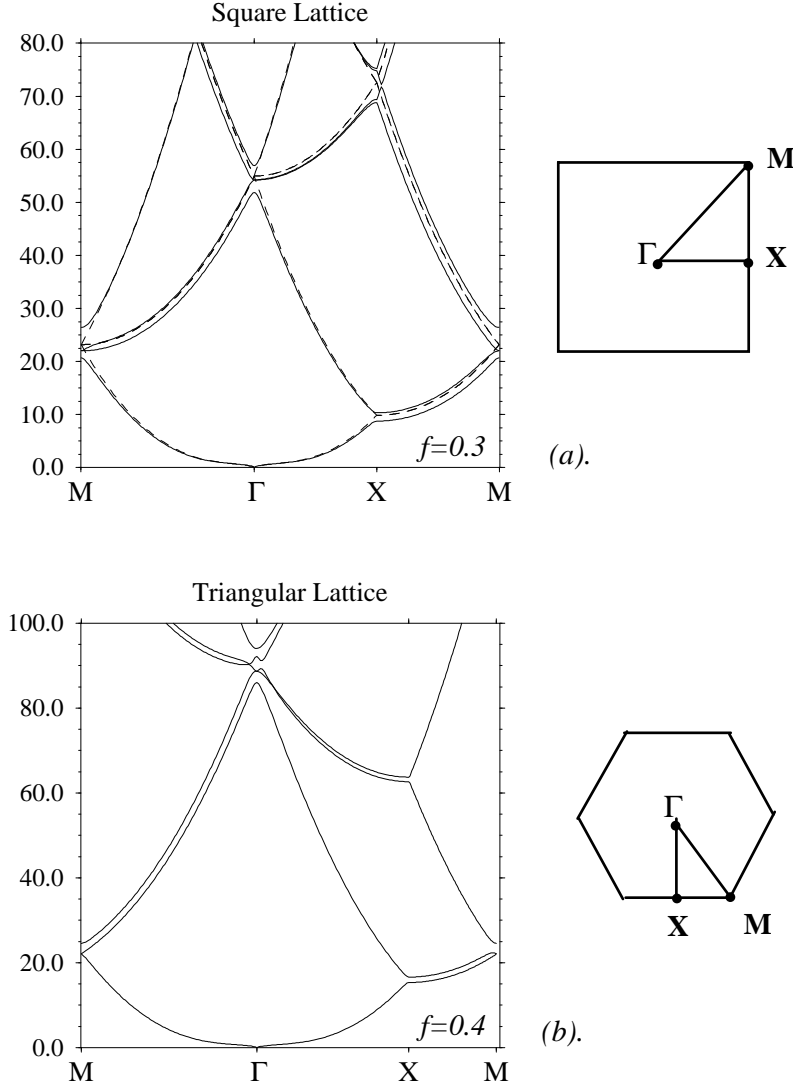 Square Lattice
80.0
70.0
60.0
50.0
40.0
30.0
20.0
10.0
0.0
M Γ X M
f=0.3
M
Γ
X
(a).
Triangular Lattice
100.0
80.0
60.0
40.0
20.0
0.0
M Γ X M
f=0.4
Γ
X M
(b).